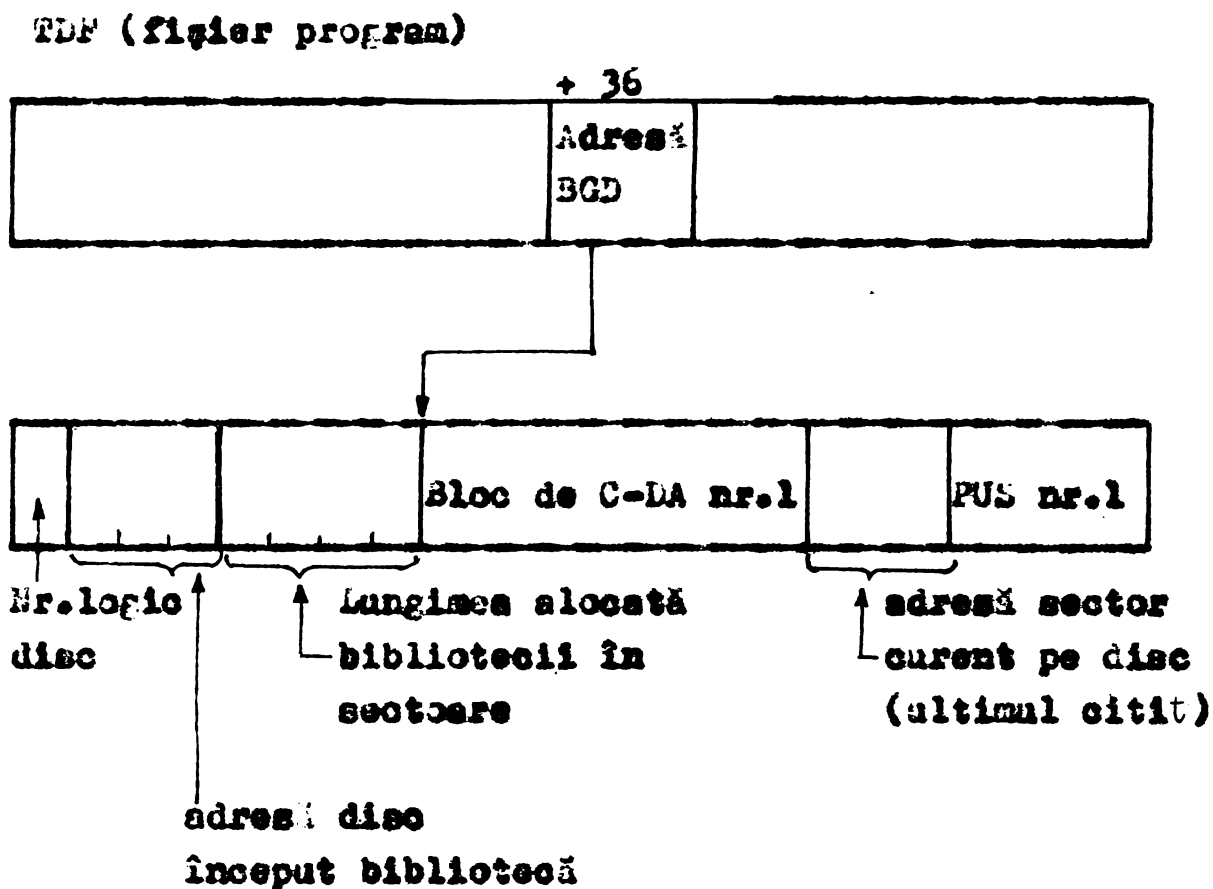 TDF (fişier program)
+ 36
Adresă
BGD
Bloc de C-DA nr.1
PUS nr.1
Nr.logic
disc
Lungimea alocată
bibliotecii în
sectoare
adresă sector
curent pe disc
(ultimul citit)
adresă disc
început bibliotecă